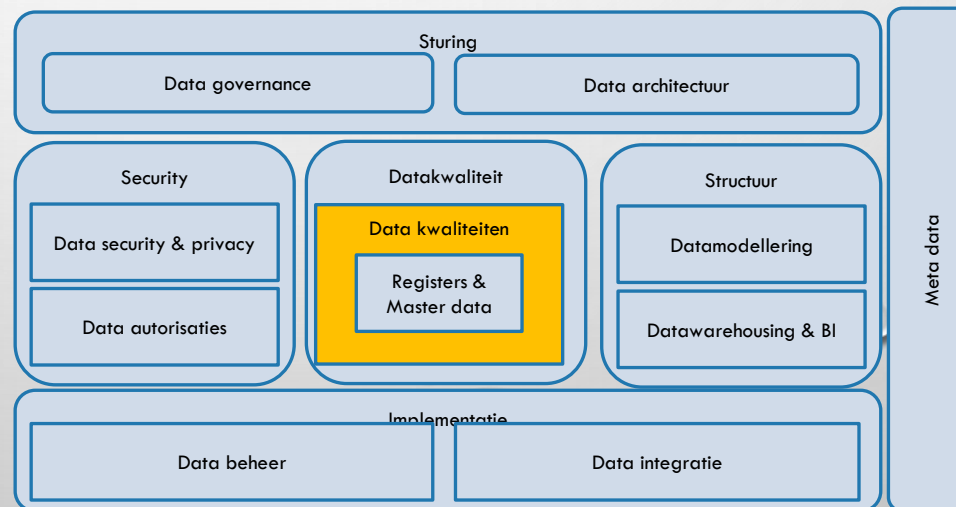 Sturing
Data governance
Data architectuur
Security
Data security & privacy
Data autorisaties
Datakwaliteit
Data kwaliteiten
Registers &
Master data
Structuur
Datamodellering
Datawarehousing & BI
Implementatie
Data beheer
Data integratie
Meta data